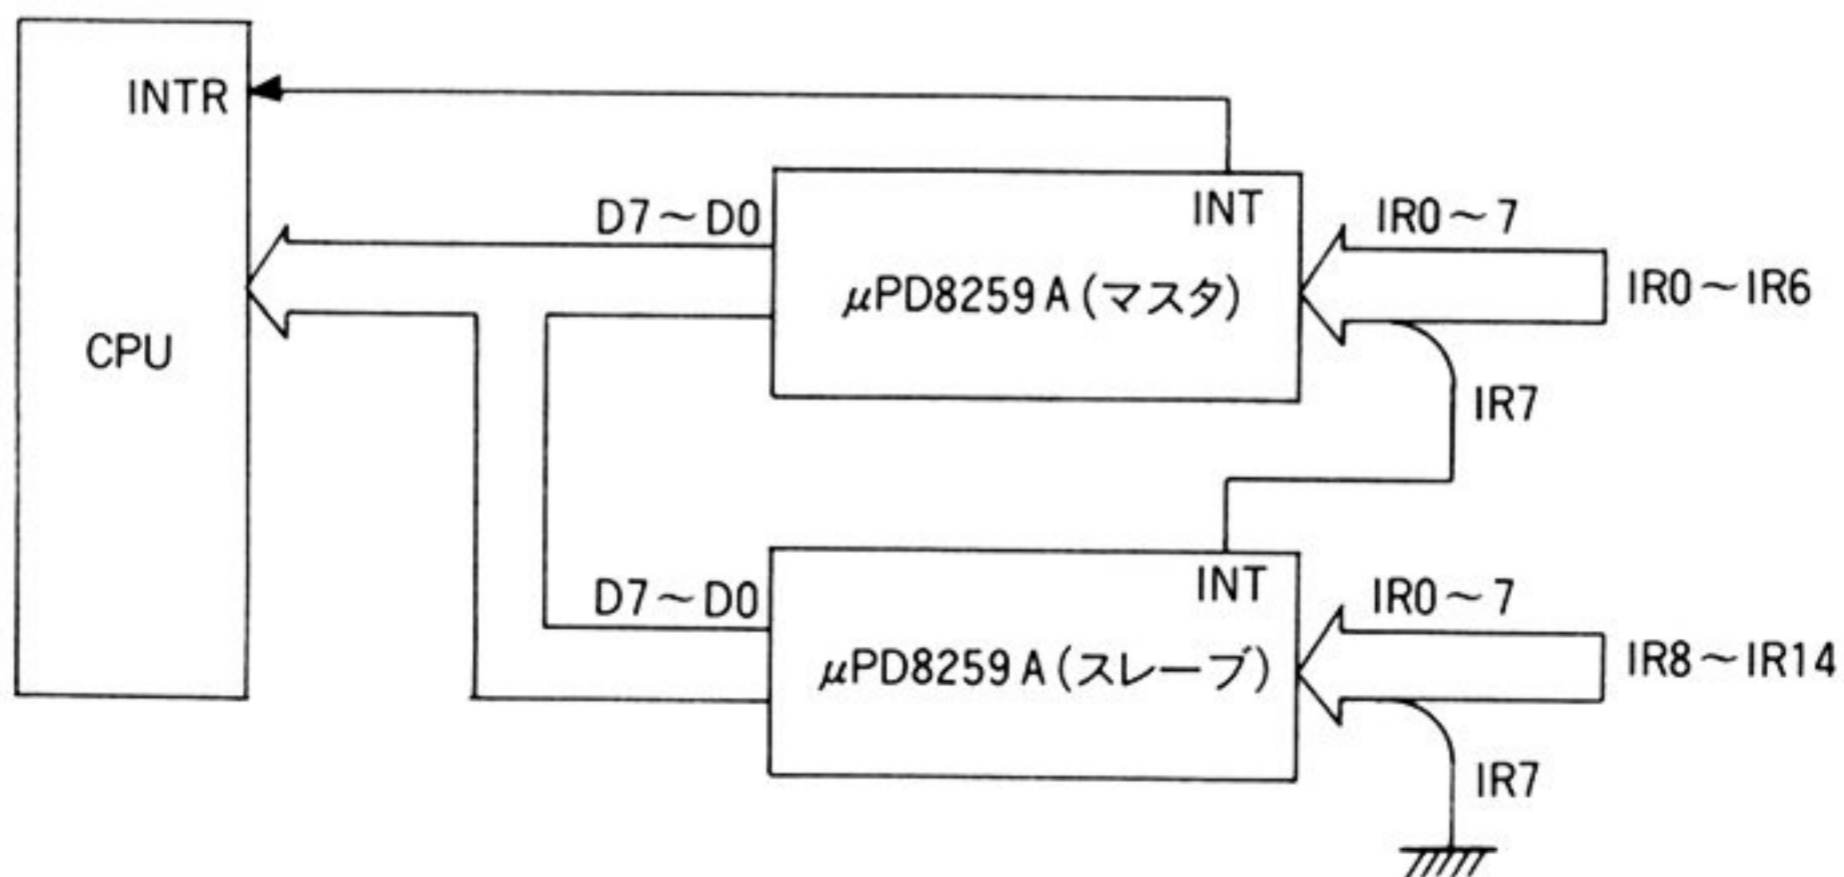 INTR
CPU
D7～D0
INT
μPD8259A(マスタ)
IR0～7
IR0～IR6
IR7
D7～D0
INT
μPD8259A(スレーブ)
IR0～7
IR8～IR14
IR7